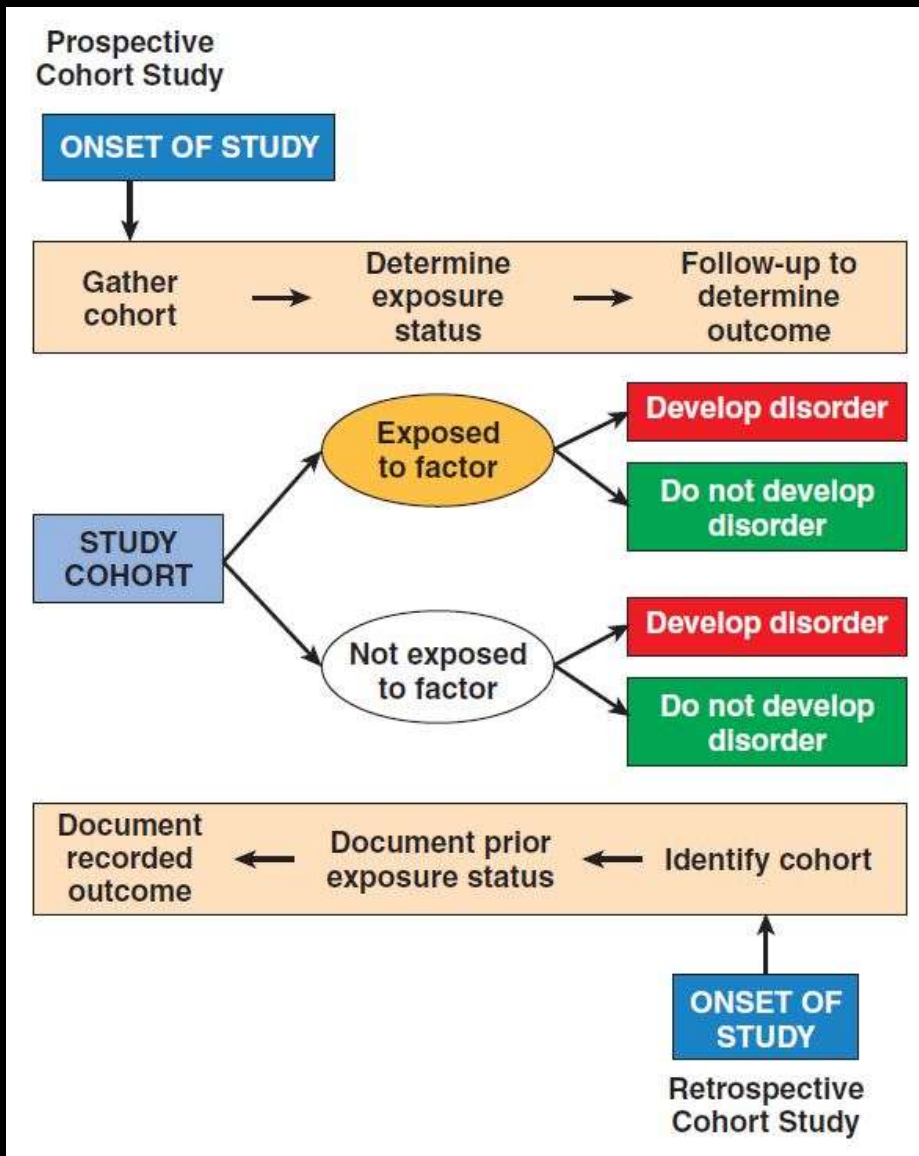 Prospective
Cohort Study
ONSET OF STUDY
Gather
cohort
Determine
exposure
status
Follow-up to
determine
outcome
Exposed
to factor
Develop disorder
Do not develop
disorder
STUDY
COHORT
Not exposed
to factor
Develop disorder
Do not develop
disorder
Document
recorded
outcome
Document prior
exposure status
Identify cohort
ONSET OF
STUDY
Retrospective
Cohort Study